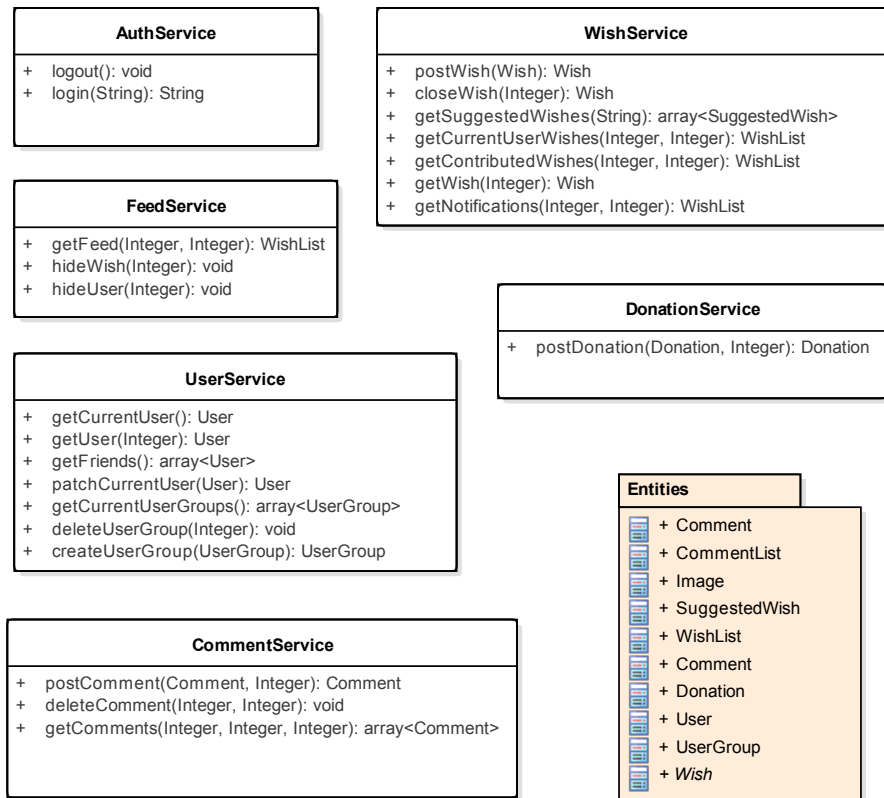 AuthService
+ logout(): void
+ login(String): String
WishService
+ postWish(Wish): Wish
+ closeWish(Integer): Wish
+ getSuggestedWishes(String): array<SuggestedWish>
+ getCurrentUserWishes(Integer, Integer): WishList
+ getContributedWishes(Integer, Integer): WishList
+ getWish(Integer): Wish
+ getNotifications(Integer, Integer): WishList
FeedService
+ getFeed(Integer, Integer): WishList
+ hideWish(Integer): void
+ hideUser(Integer): void
DonationService
+ postDonation(Donation, Integer): Donation
UserService
+ getCurrentUser(): User
+ getUser(Integer): User
+ getFriends(): array<User>
+ patchCurrentUser(User): User
+ getCurrentUserGroups(): array<UserGroup>
+ deleteUserGroup(Integer): void
+ createUserGroup(UserGroup): UserGroup
Entities
+ Comment
+ CommentList
+ Image
+ SuggestedWish
+ WishList
+ Comment
+ Donation
+ User
+ UserGroup
+ Wish
CommentService
+ postComment(Comment, Integer): Comment
+ deleteComment(Integer, Integer): void
+ getComments(Integer, Integer, Integer): array<Comment>